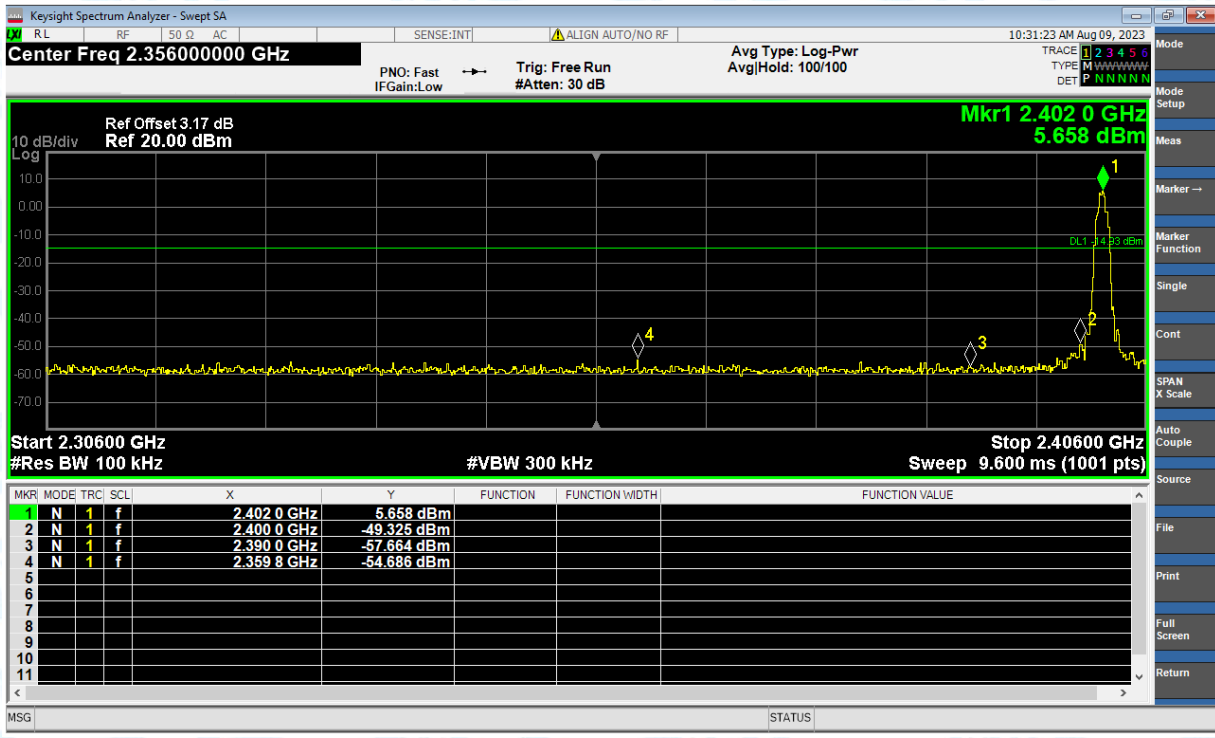 Keysight Spectrum Analyzer - Swept SA
LXI RL RF 50 Ω AC SENSE:INT ALIGN AUTO/NO RF 10:31:23 AM Aug 09, 2023
Center Freq 2.356000000 GHz
PNO: Fast
IFGain:Low
Trig: Free Run
#Atten: 30 dB
Avg Type: Log-Pwr
Avg|Hold: 100/100
TRACE 1 2 3 4 5 6
TYPE M WWWWW
DET P N N N N N
Mkr1 2.402 0 GHz
5.658 dBm
Ref Offset 3.17 dB
10 dB/div Ref 20.00 dBm
Log
10.0
0.00
-10.0
-20.0
-30.0
-40.0
-50.0
-60.0
-70.0
1
DL1 -14.93 dBm
2
3
4
Start 2.30600 GHz Stop 2.40600 GHz
#Res BW 100 kHz #VBW 300 kHz Sweep 9.600 ms (1001 pts)
MKR MODE TRC SCL X Y FUNCTION FUNCTION WIDTH FUNCTION VALUE
1 N 1 f 2.402 0 GHz 5.658 dBm
2 N 1 f 2.400 0 GHz -49.325 dBm
3 N 1 f 2.390 0 GHz -57.664 dBm
4 N 1 f 2.359 8 GHz -54.686 dBm
5
6
7
8
9
10
11
MSG STATUS
Mode
Mode
Setup
Meas
Marker→
Marker
Function
Single
Cont
SPAN
X Scale
Auto
Couple
Source
File
Print
Full
Screen
Return